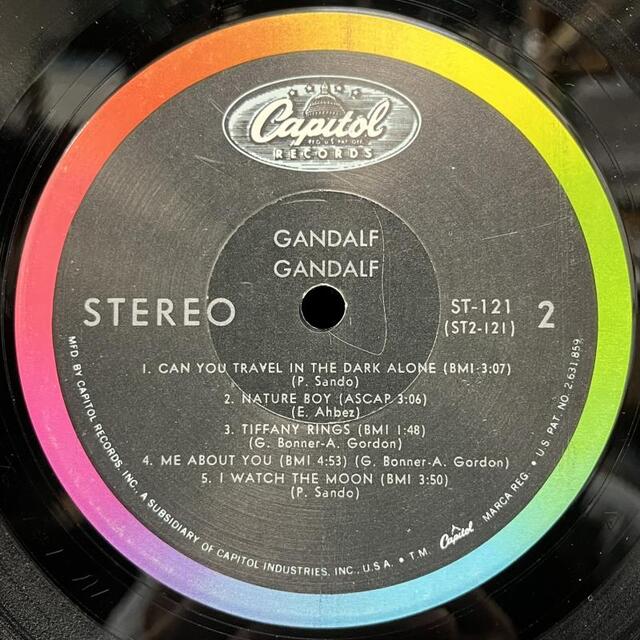 Capitol
RECORDS
GANDALF
GANDALF
STEREO
ST-121
(ST2-121)
2
1. CAN YOU TRAVEL IN THE DARK ALONE (BMI 3:07)
(P. Sando)
2. NATURE BOY (ASCAP 3:06)
(E. Ahbez)
3. TIFFANY RINGS (BMI 1:48)
(G. Bonner-A. Gordon)
4. ME ABOUT YOU (BMI 4:53) (G. Bonner-A. Gordon)
5. I WATCH THE MOON (BMI 3:50)
(P. Sando)
MFD. BY CAPITOL RECORDS, INC., A SUBSIDIARY OF CAPITOL INDUSTRIES, INC., U.S.A. • T.M. Capitol MARCA REG. • U.S. PAT. NO. 2,631,859